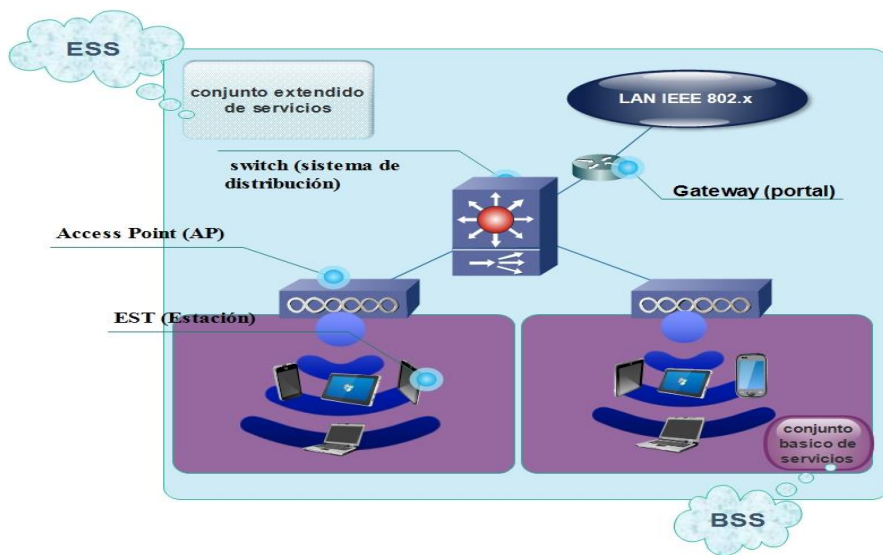 ESS
conjunto extendido
de servicios
LAN IEEE 802.x
switch (sistema de
distribución)
Gateway (portal)
Access Point (AP)
EST (Estación)
conjunto
basico de
servicios
BSS